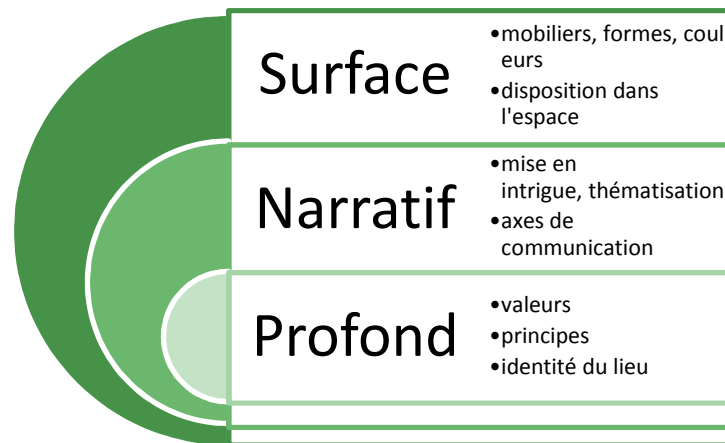 Surface
•mobiliers, formes, coul
eurs
•disposition dans
l'espace
Narratif
•mise en
intrigue, thématisation
•axes de
communication
Profond
•valeurs
•principes
•identité du lieu